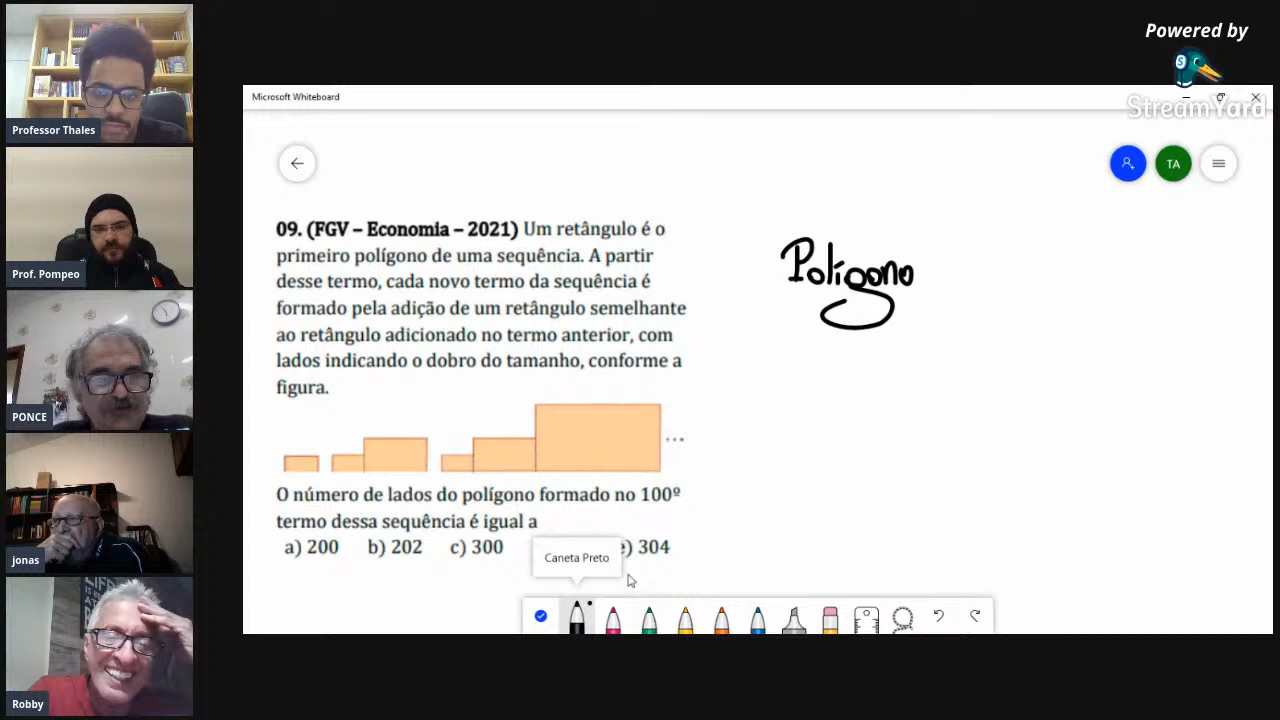 Powered by
S
StreamYard
Professor Thales
Prof. Pompeo
PONCE
jonas
Robby
Microsoft Whiteboard
TA
09. (FGV – Economia – 2021) Um retângulo é o
primeiro polígono de uma sequência. A partir
desse termo, cada novo termo da sequência é
formado pela adição de um retângulo semelhante
ao retângulo adicionado no termo anterior, com
lados indicando o dobro do tamanho, conforme a
figura.
...
O número de lados do polígono formado no 100º
termo dessa sequência é igual a
a) 200 b) 202 c) 300 e) 304
Caneta Preto
Polígono